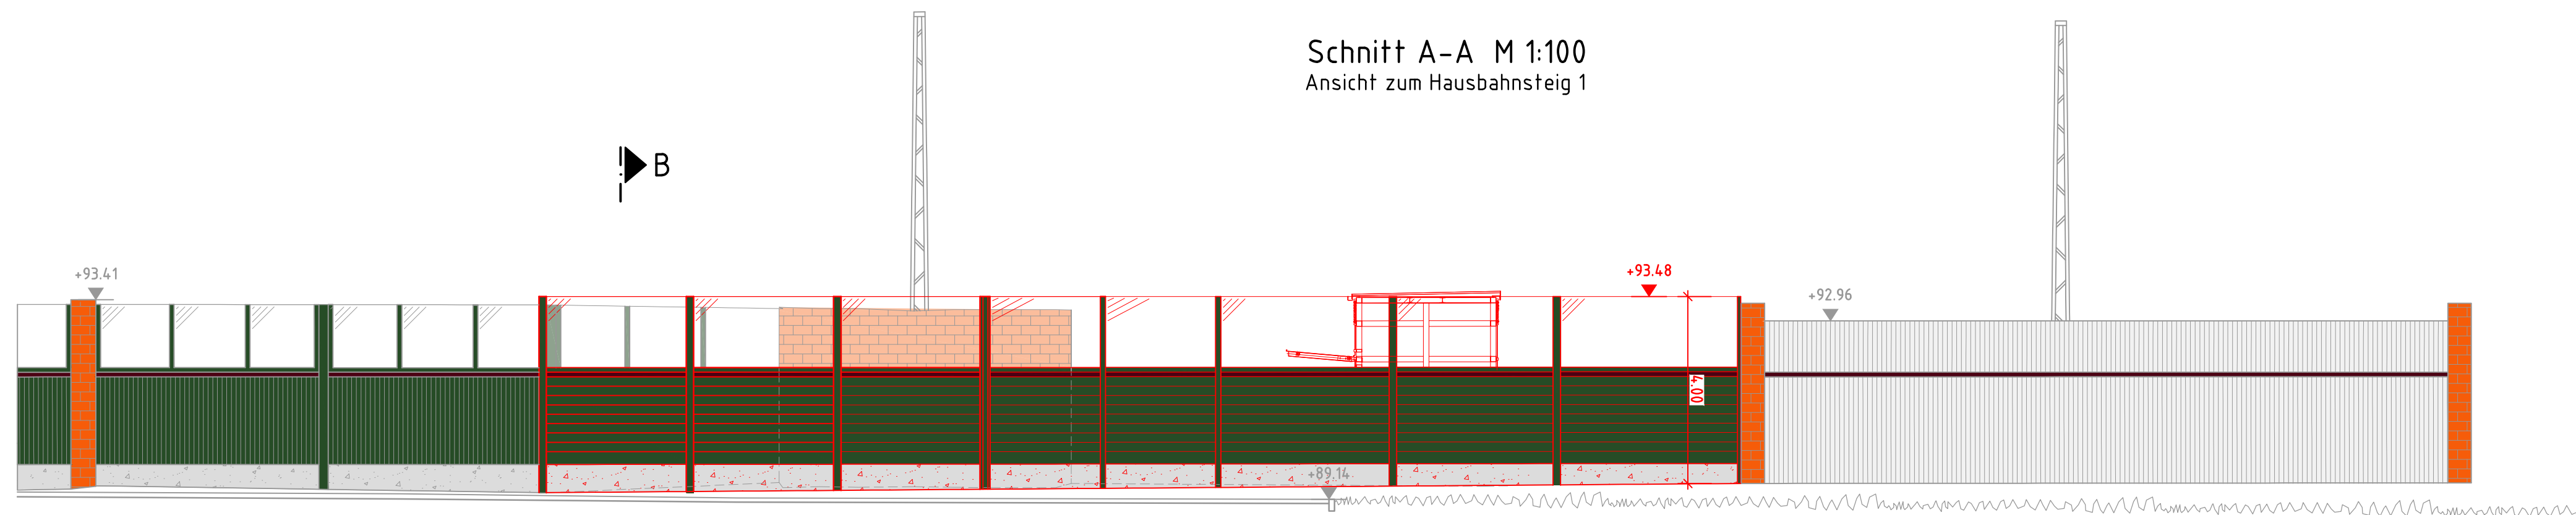 Schnitt A-A M 1:100
Ansicht zum Hausbahnsteig 1
B
+93.41
+93.48
+92.96
4.00
+89.14